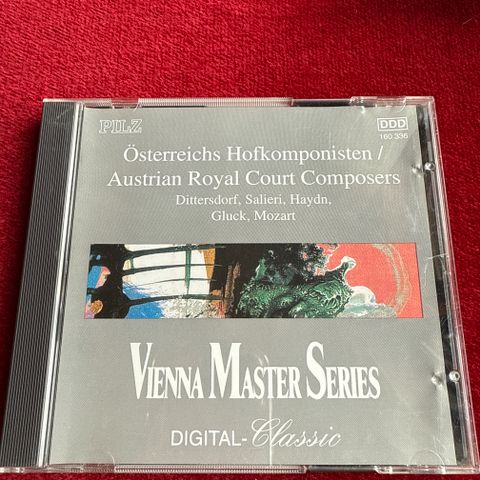 PILZ
DDD
160 336
Österreichs Hofkomponisten /
Austrian Royal Court Composers
Dittersdorf, Salieri, Haydn,
Gluck, Mozart
VIENNA MASTER SERIES
DIGITAL-Classic